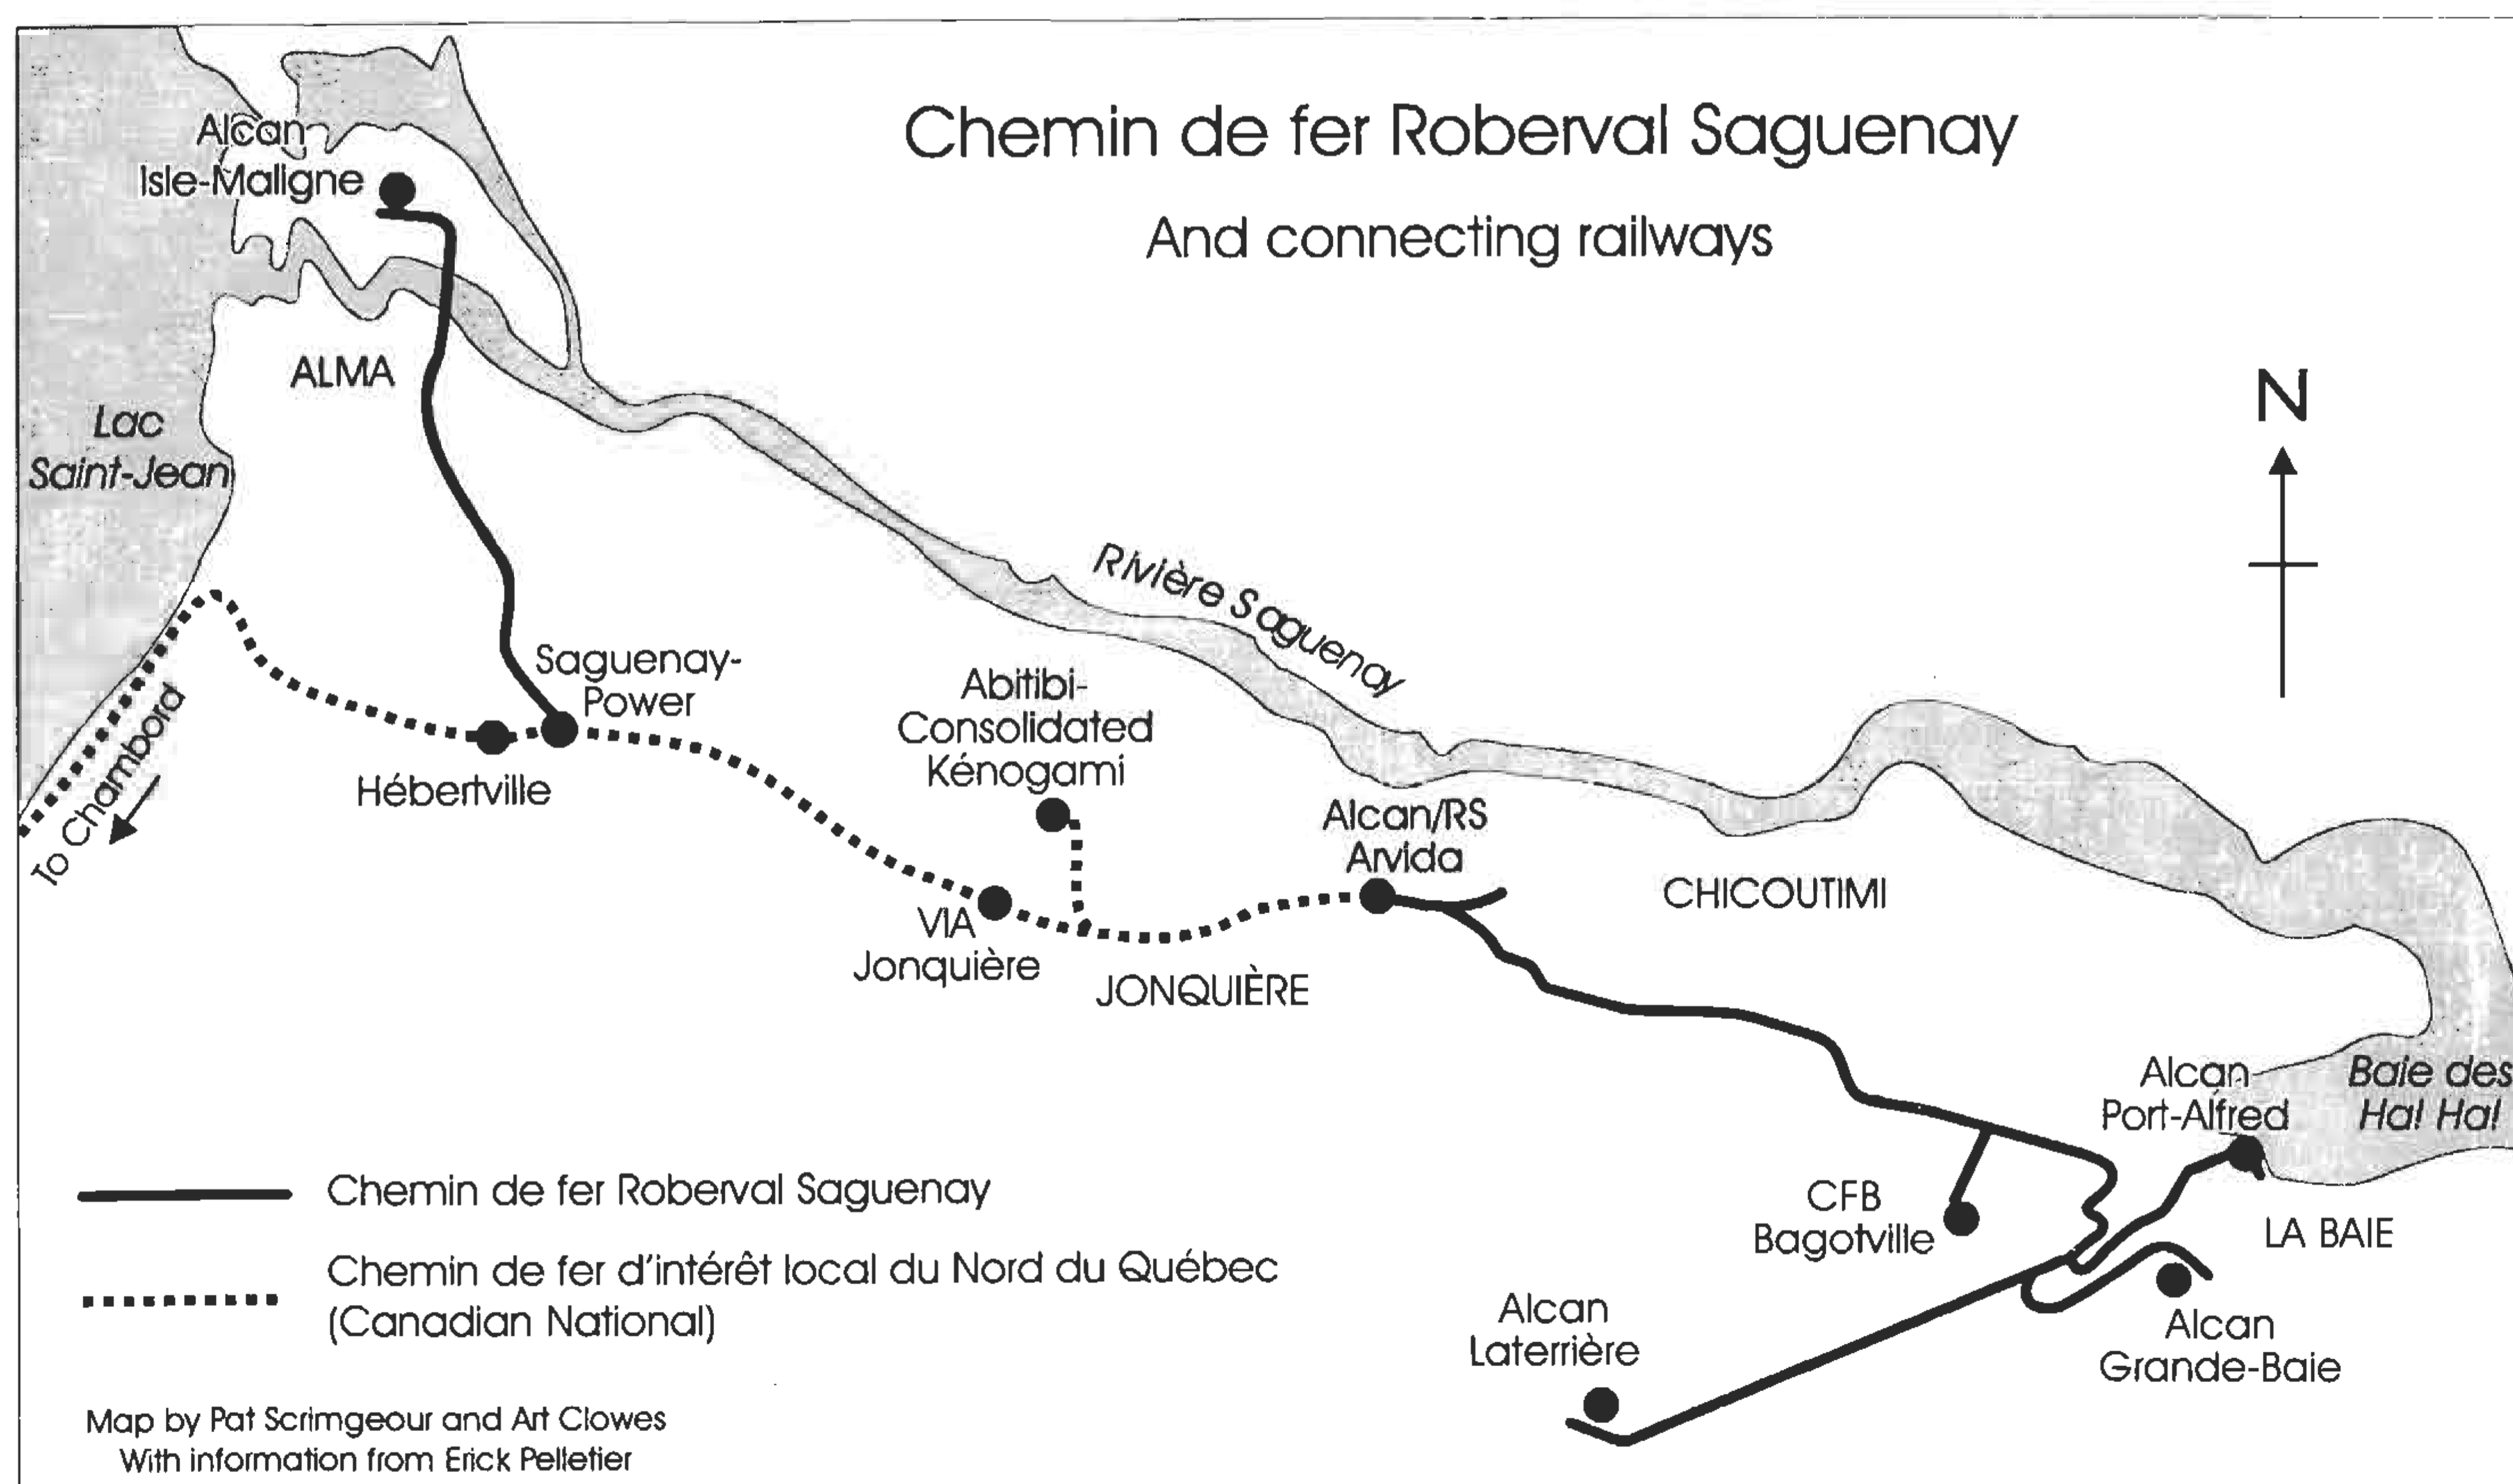 Chemin de fer Roberval Saguenay
And connecting railways
Alcan
Isle-Maligne
ALMA
Lac
Saint-Jean
N
Rivière Saguenay
Saguenay-
Power
Hébertville
To Chambord
Abitibi-
Consolidated
Kénogami
VIA
Jonquière
JONQUIÈRE
Alcan/RS
Arvida
CHICOUTIMI
Alcan
Port-Alfred
Baie des
Ha! Ha!
CFB
Bagotville
LA BAIE
Alcan
Laterrière
Alcan
Grande-Baie
Chemin de fer Roberval Saguenay
Chemin de fer d'intérêt local du Nord du Québec
(Canadian National)
Map by Pat Scrimgeour and Art Clowes
With information from Erick Pelletier